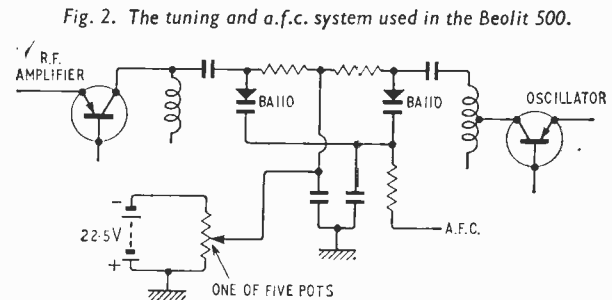 Fig. 2. The tuning and a.f.c. system used in the Beolit 500.
R.F.
AMPLIFIER
BA110
BA110
OSCILLATOR
-
22·5V
+
A.F.C.
ONE OF FIVE POTS